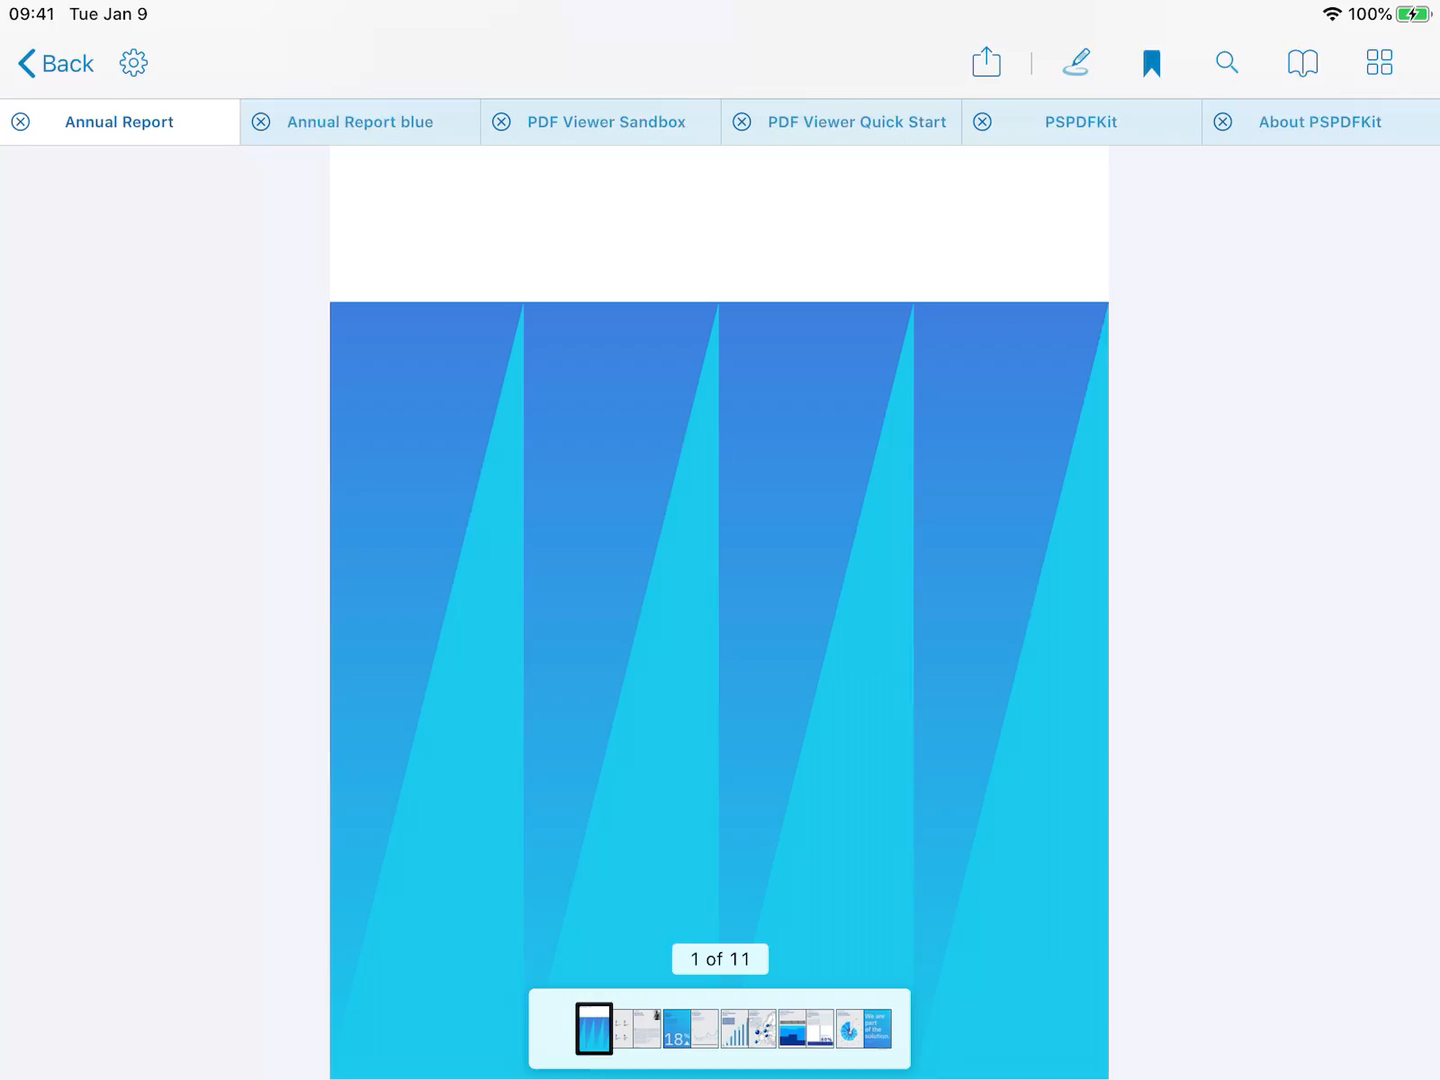 09:41 Tue Jan 9
100%
Back
Annual Report
Annual Report blue
PDF Viewer Sandbox
PDF Viewer Quick Start
PSPDFKit
About PSPDFKit
1 of 11
18%
We are
part
of the
solution.